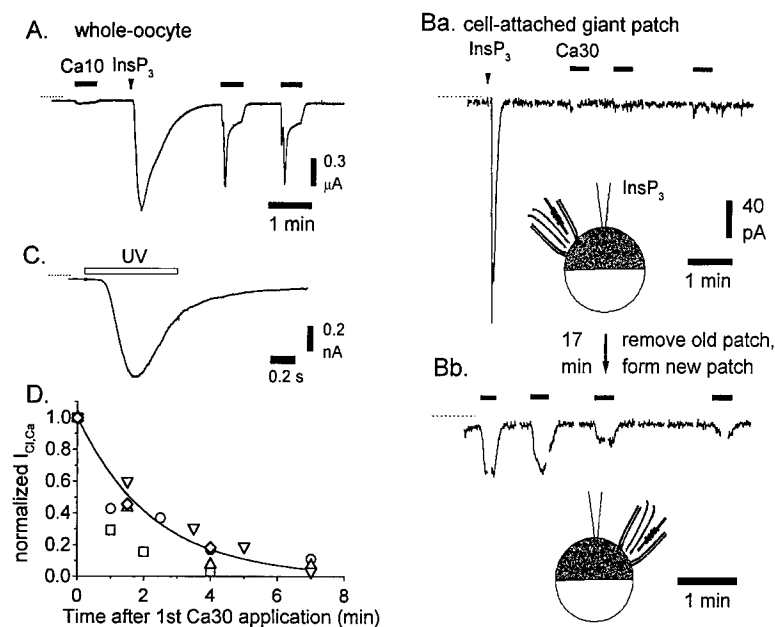 A. whole-oocyte
Ca10 InsP3
0.3
μA
1 min
Ba. cell-attached giant patch
InsP3 Ca30
InsP3
40
pA
1 min
17
min
remove old patch,
form new patch
C.
UV
0.2
nA
0.2 s
D.
normalized ICl,Ca
1.0
0.8
0.6
0.4
0.2
0.0
0 2 4 6 8
Time after 1st Ca30 application (min)
Bb.
1 min